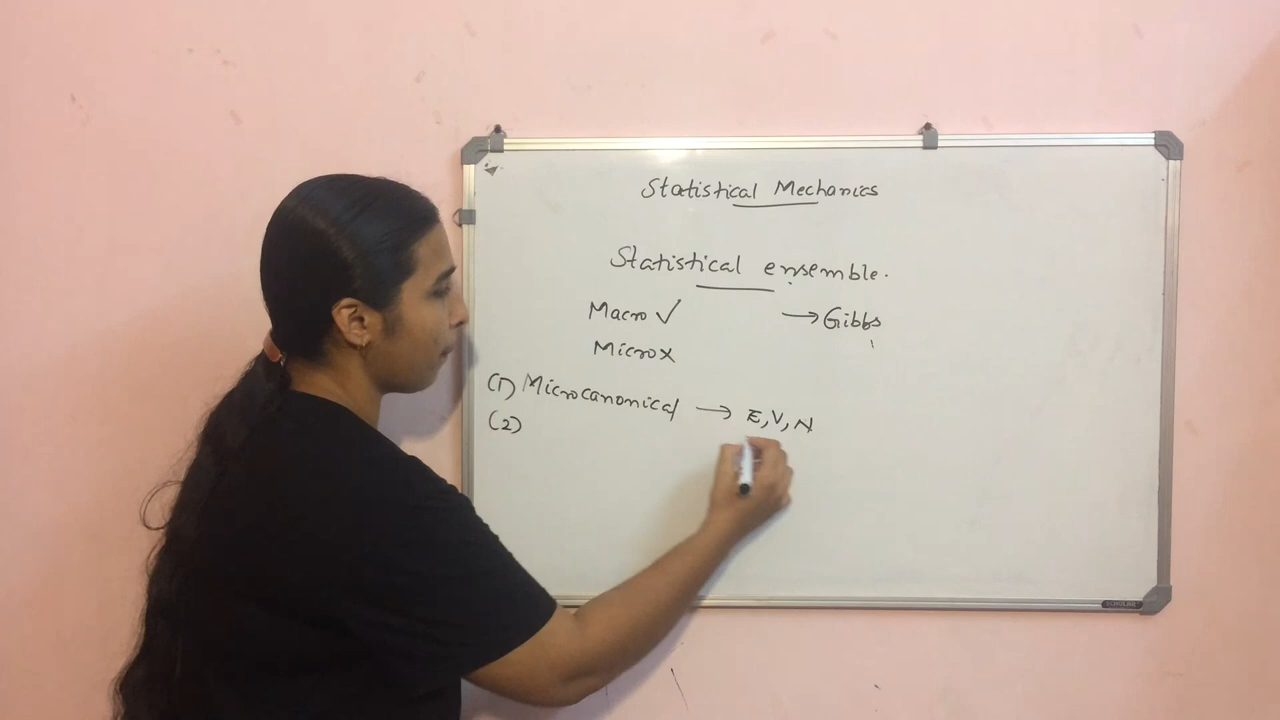 Statistical Mechanics
Statistical ensemble.
Macro ✓ → Gibbs
Micro x
(1) Microcanonical → E, V, N
(2)